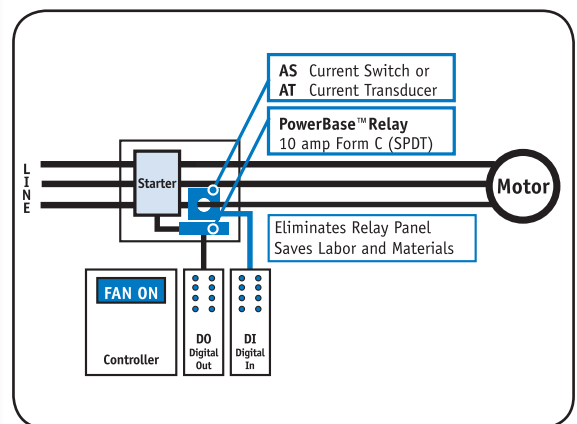 AS Current Switch or
AT Current Transducer
PowerBase™Relay
10 amp Form C (SPDT)
LINE
Starter
Motor
Eliminates Relay Panel
Saves Labor and Materials
FAN ON
Controller
DO
Digital
Out
DI
Digital
In